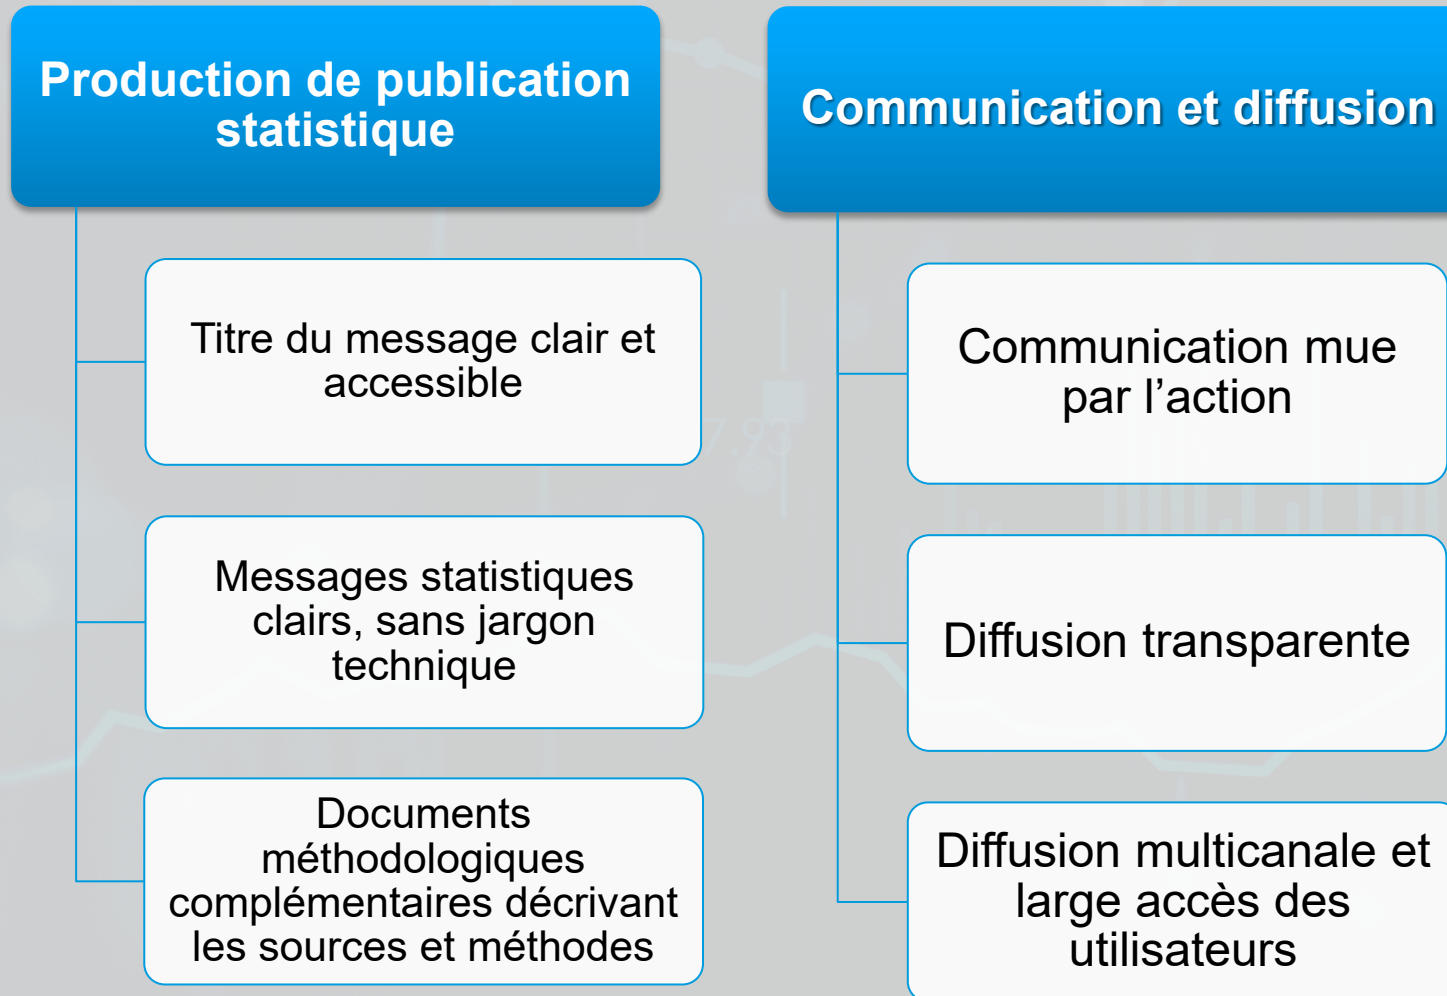 Production de publication
statistique
Titre du message clair et
accessible
Messages statistiques
clairs, sans jargon
technique
Documents
méthodologiques
complémentaires décrivant
les sources et méthodes
Communication et diffusion
Communication mue
par l’action
Diffusion transparente
Diffusion multicanale et
large accès des
utilisateurs
7.93